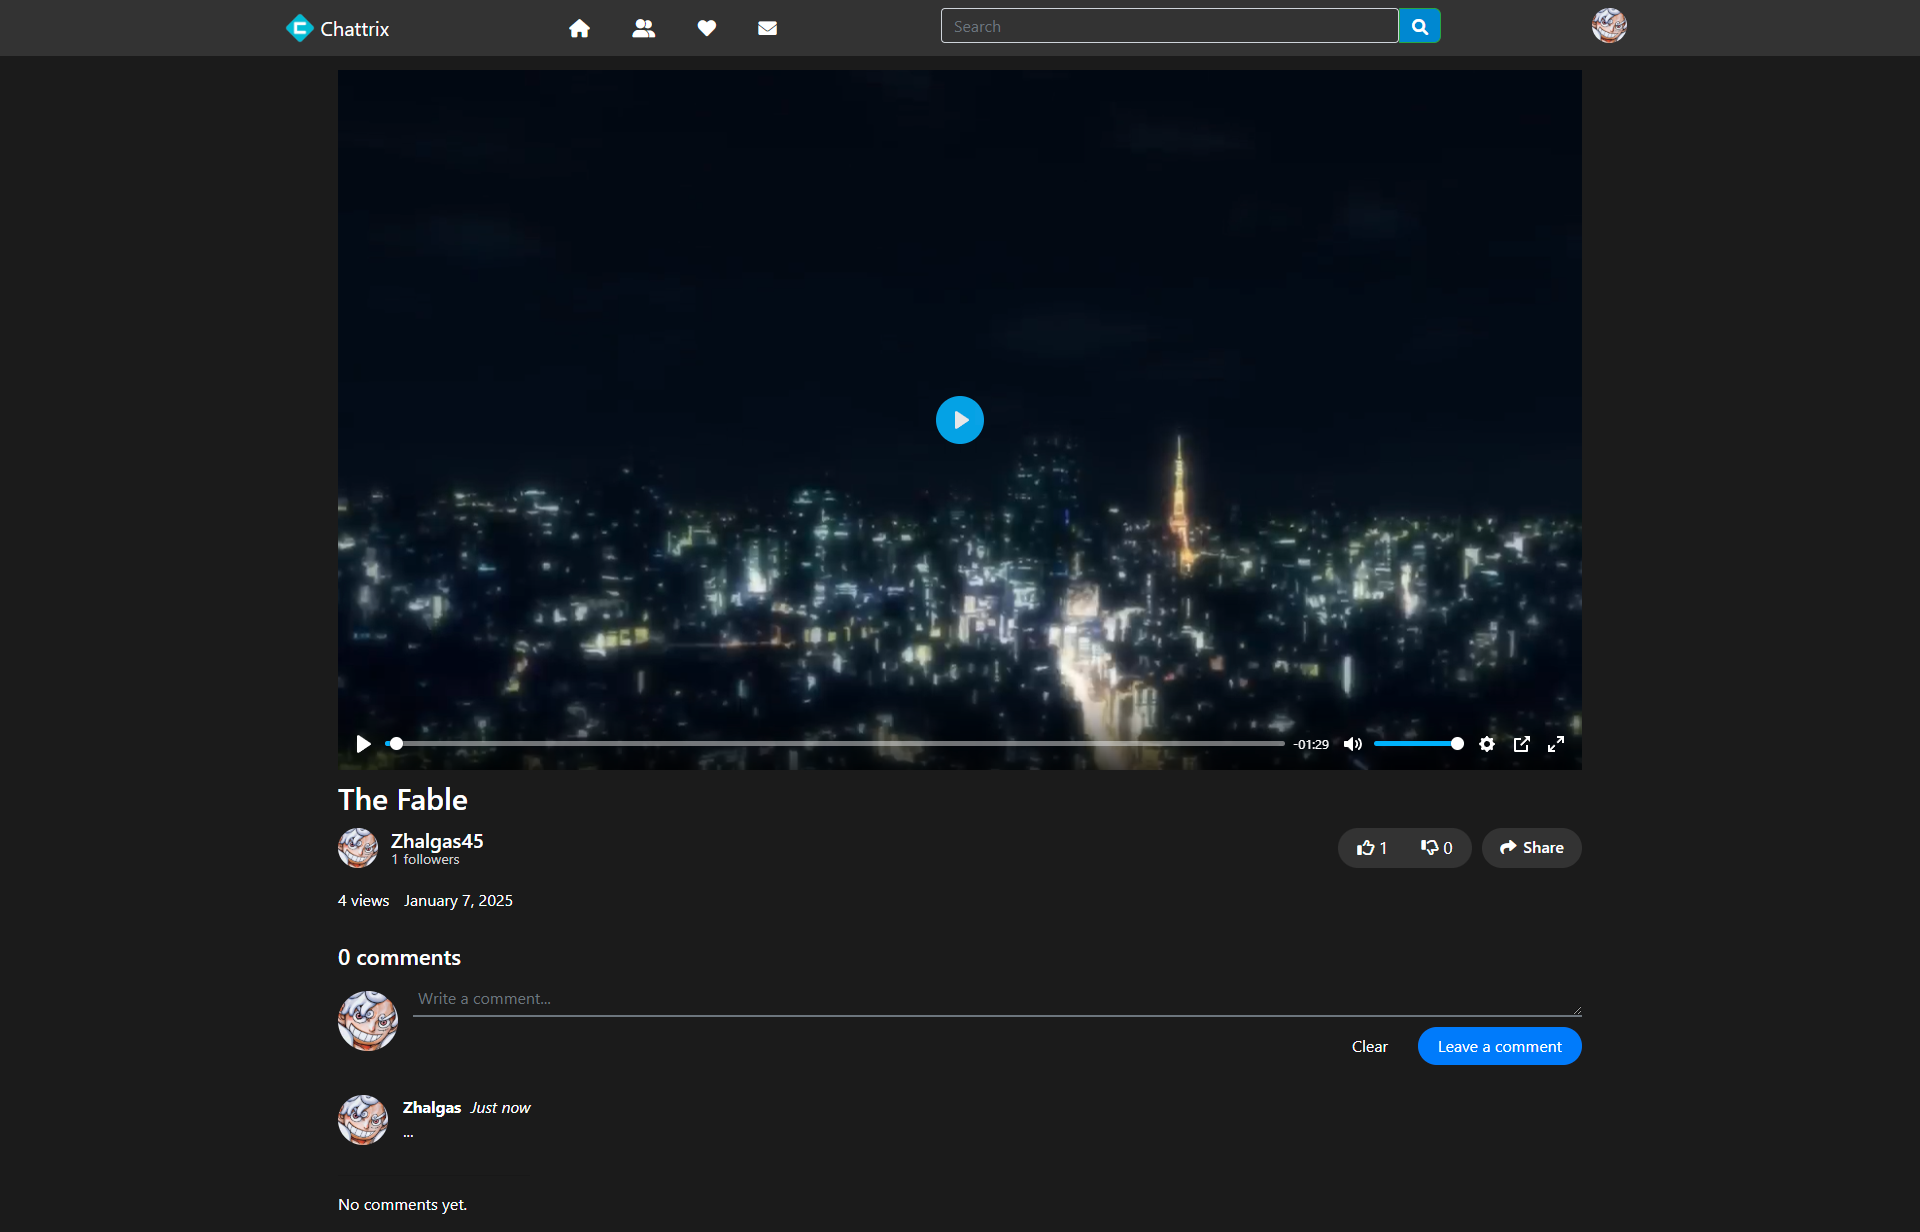 Chattrix
Search
-01:29
The Fable
Zhalgas45
1 followers
1
0
Share
4 views January 7, 2025
0 comments
Write a comment...
Clear
Leave a comment
Zhalgas Just now
...
No comments yet.